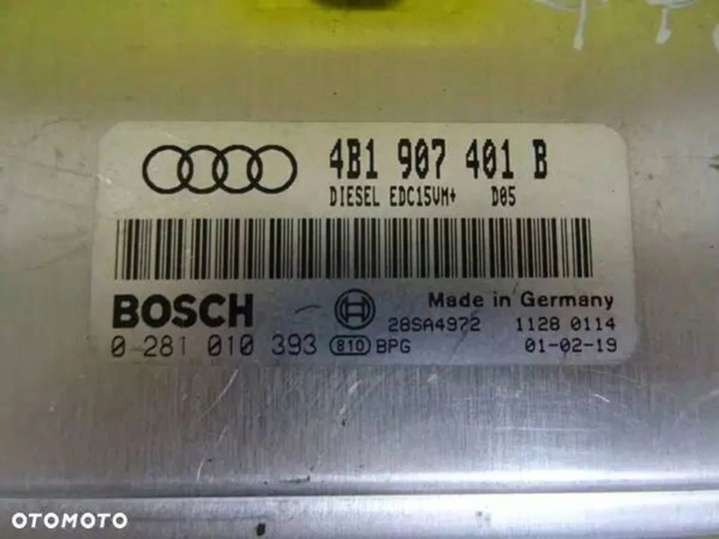 4B1 907 401 B
DIESEL EDC15VM+ D05
BOSCH
Made in Germany
28SA4972 1128 0114
0 281 010 393 810 BPG 01-02-19
OTOMOTO